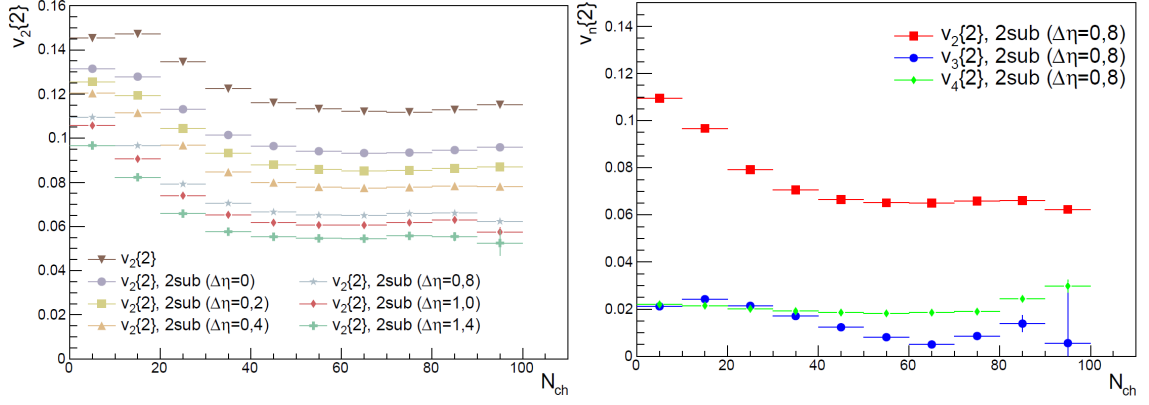 v2{2}
0.16
0.14
0.12
0.1
0.08
0.06
0.04
0.02
0
v2{2}
v2{2}, 2sub (Δη=0)
v2{2}, 2sub (Δη=0,2)
v2{2}, 2sub (Δη=0,4)
v2{2}, 2sub (Δη=0,8)
v2{2}, 2sub (Δη=1,0)
v2{2}, 2sub (Δη=1,4)
0 20 40 60 80 100
Nch
vn{2}
0.14
0.12
0.1
0.08
0.06
0.04
0.02
0
v2{2}, 2sub (Δη=0,8)
v3{2}, 2sub (Δη=0,8)
v4{2}, 2sub (Δη=0,8)
0 20 40 60 80 100
Nch